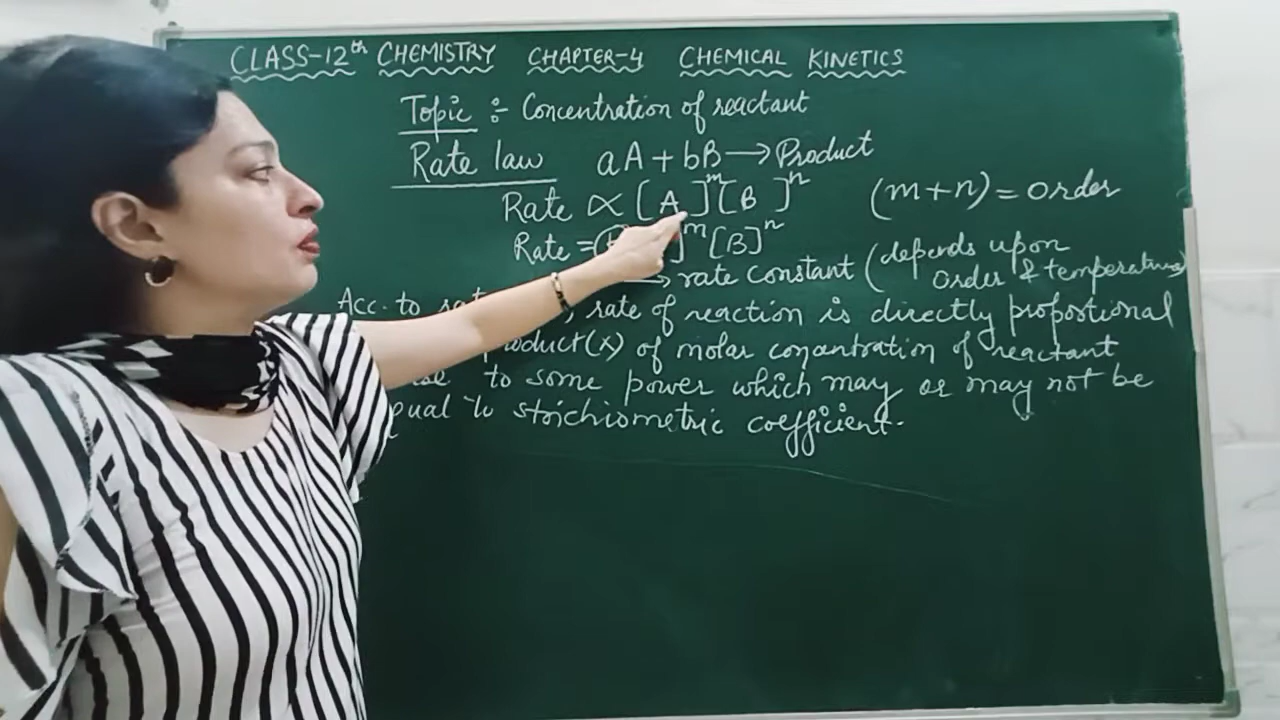 CLASS-12th CHEMISTRY CHAPTER-4 CHEMICAL KINETICS
Topic :- Concentration of reactant
Rate law aA + bB → Product
Rate ∝ [A]^m [B]^n (m+n) = order
Rate = ]^m [B]^n
→ rate constant (depends upon order & temperature)
Acc. to , rate of reaction is directly proportional
product(x) of molar conantration of reactant
to some power which may or may not be
qual to stoichiometric coefficient.